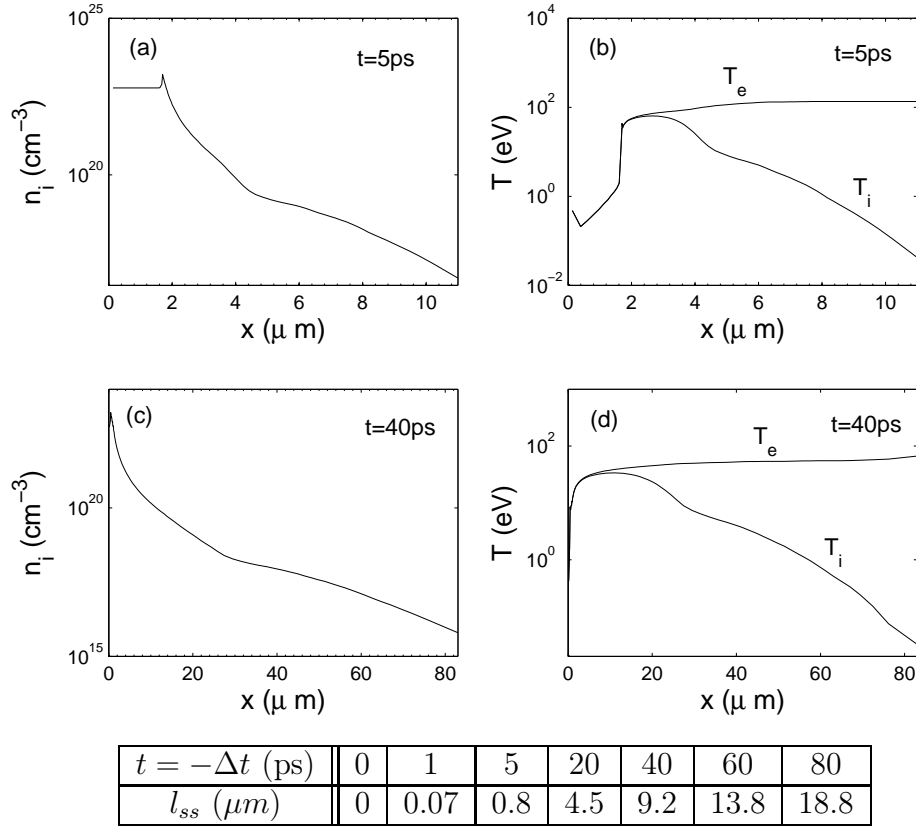 (a) t=5ps
n_i (cm^{-3})
10^{25}
10^{20}
0 2 4 6 8 10
x (μ m)
(b) t=5ps
T_e
T_i
T (eV)
10^4
10^2
10^0
10^{-2}
0 2 4 6 8 10
x (μ m)
(c) t=40ps
n_i (cm^{-3})
10^{20}
10^{15}
0 20 40 60 80
x (μ m)
(d) t=40ps
T_e
T_i
T (eV)
10^2
10^0
0 20 40 60 80
x (μ m)
t = −Δt (ps) 0 1 5 20 40 60 80
l_{ss} (μm) 0 0.07 0.8 4.5 9.2 13.8 18.8